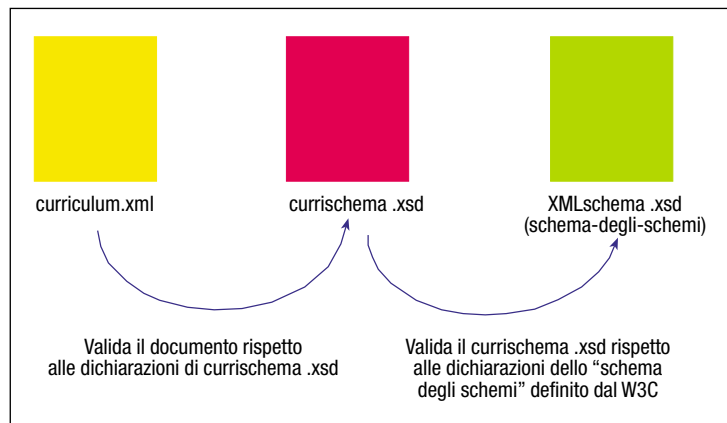 curriculum.xml
currischema .xsd
XMLschema .xsd
(schema-degli-schemi)
Valida il documento rispetto
alle dichiarazioni di currischema .xsd
Valida il currischema .xsd rispetto
alle dichiarazioni dello “schema
degli schemi” definito dal W3C